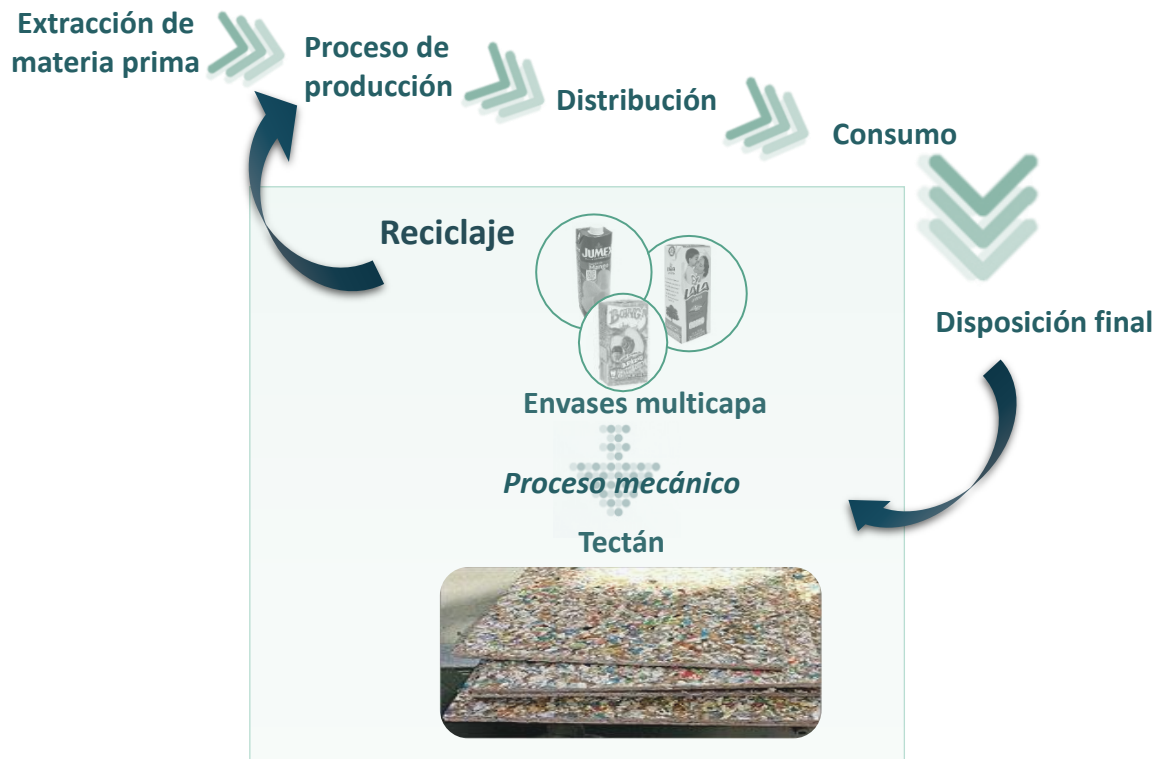 Extracción de
materia prima
Proceso de
producción
Distribución
Consumo
Reciclaje
JUMEX
LALA
BOING!
Disposición final
Envases multicapa
Proceso mecánico
Tectán